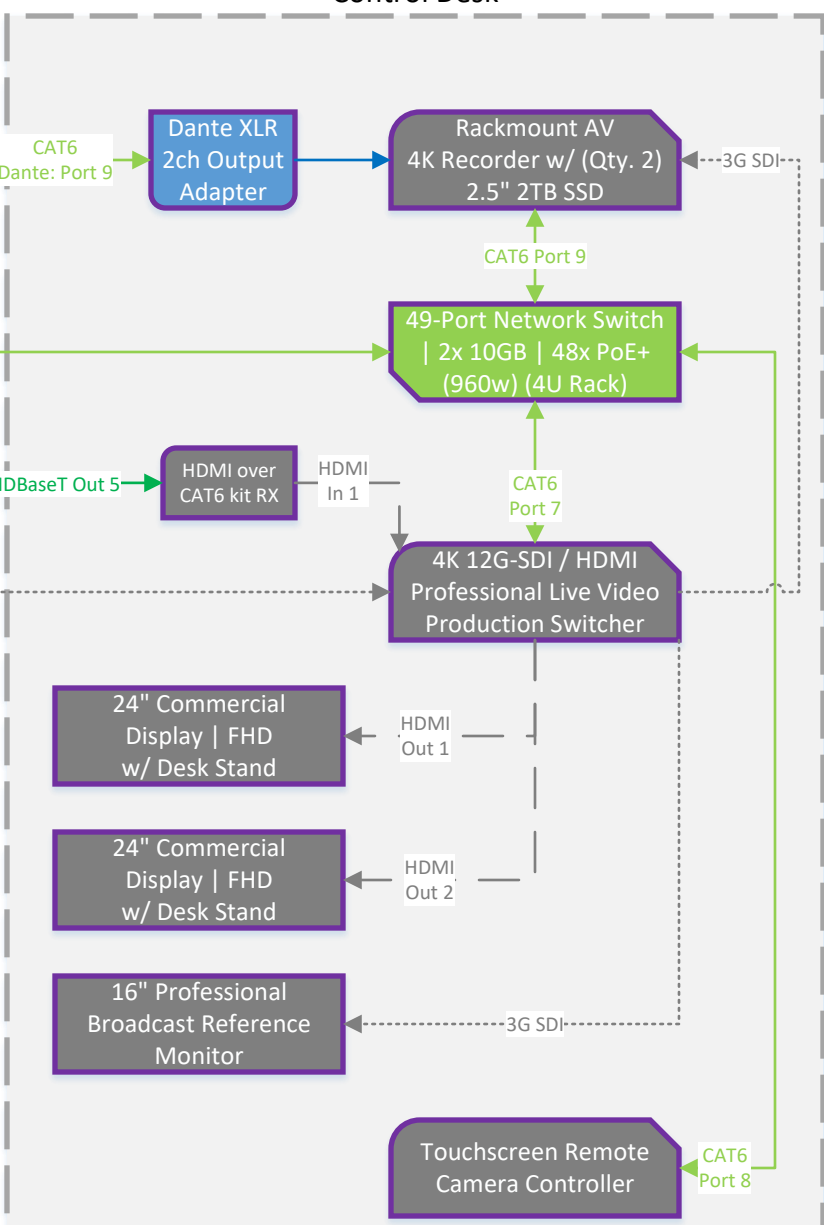 Control Desk
CAT6
Dante: Port 9
Dante XLR
2ch Output
Adapter
Rackmount AV
4K Recorder w/ (Qty. 2)
2.5" 2TB SSD
3G SDI
CAT6 Port 9
49-Port Network Switch
| 2x 10GB | 48x PoE+
(960w) (4U Rack)
IDBaseT Out 5
HDMI over
CAT6 kit RX
HDMI
In 1
CAT6
Port 7
4K 12G-SDI / HDMI
Professional Live Video
Production Switcher
24" Commercial
Display | FHD
w/ Desk Stand
HDMI
Out 1
24" Commercial
Display | FHD
w/ Desk Stand
HDMI
Out 2
16" Professional
Broadcast Reference
Monitor
3G SDI
Touchscreen Remote
Camera Controller
CAT6
Port 8